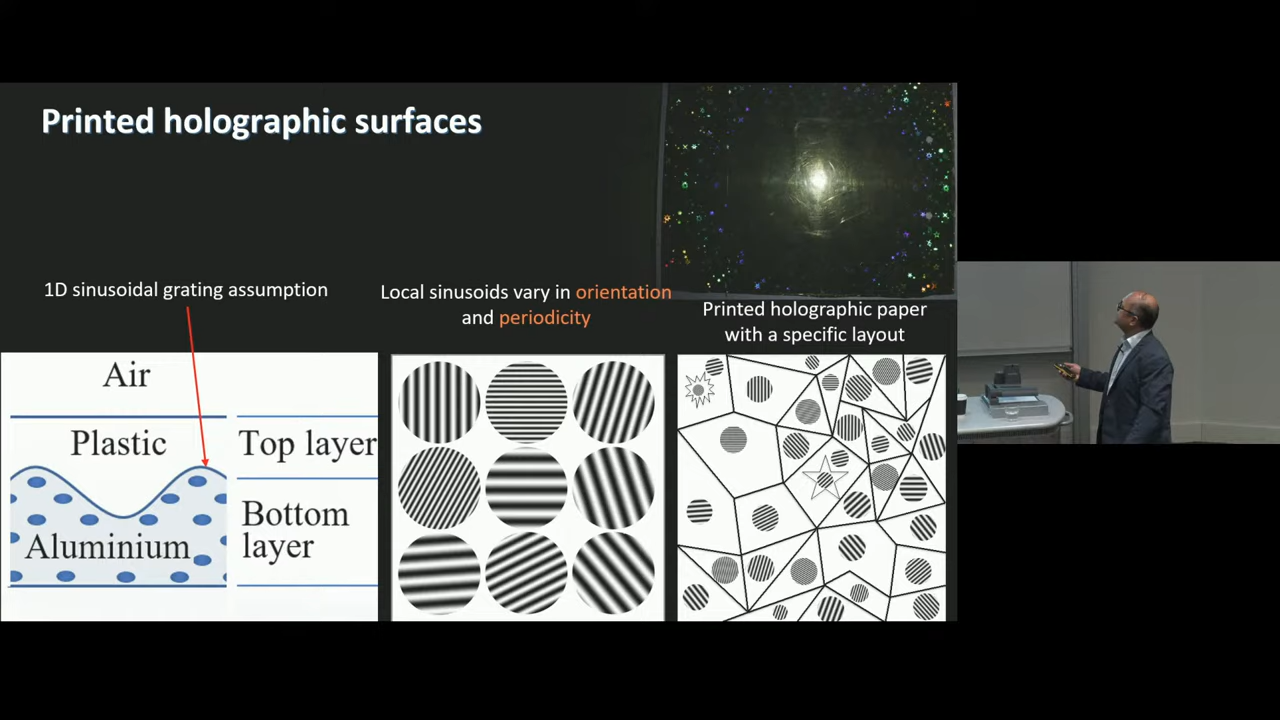 Printed holographic surfaces
1D sinusoidal grating assumption
Local sinusoids vary in orientation
and periodicity
Printed holographic paper
with a specific layout
Air
Plastic
Top layer
Aluminium
Bottom
layer